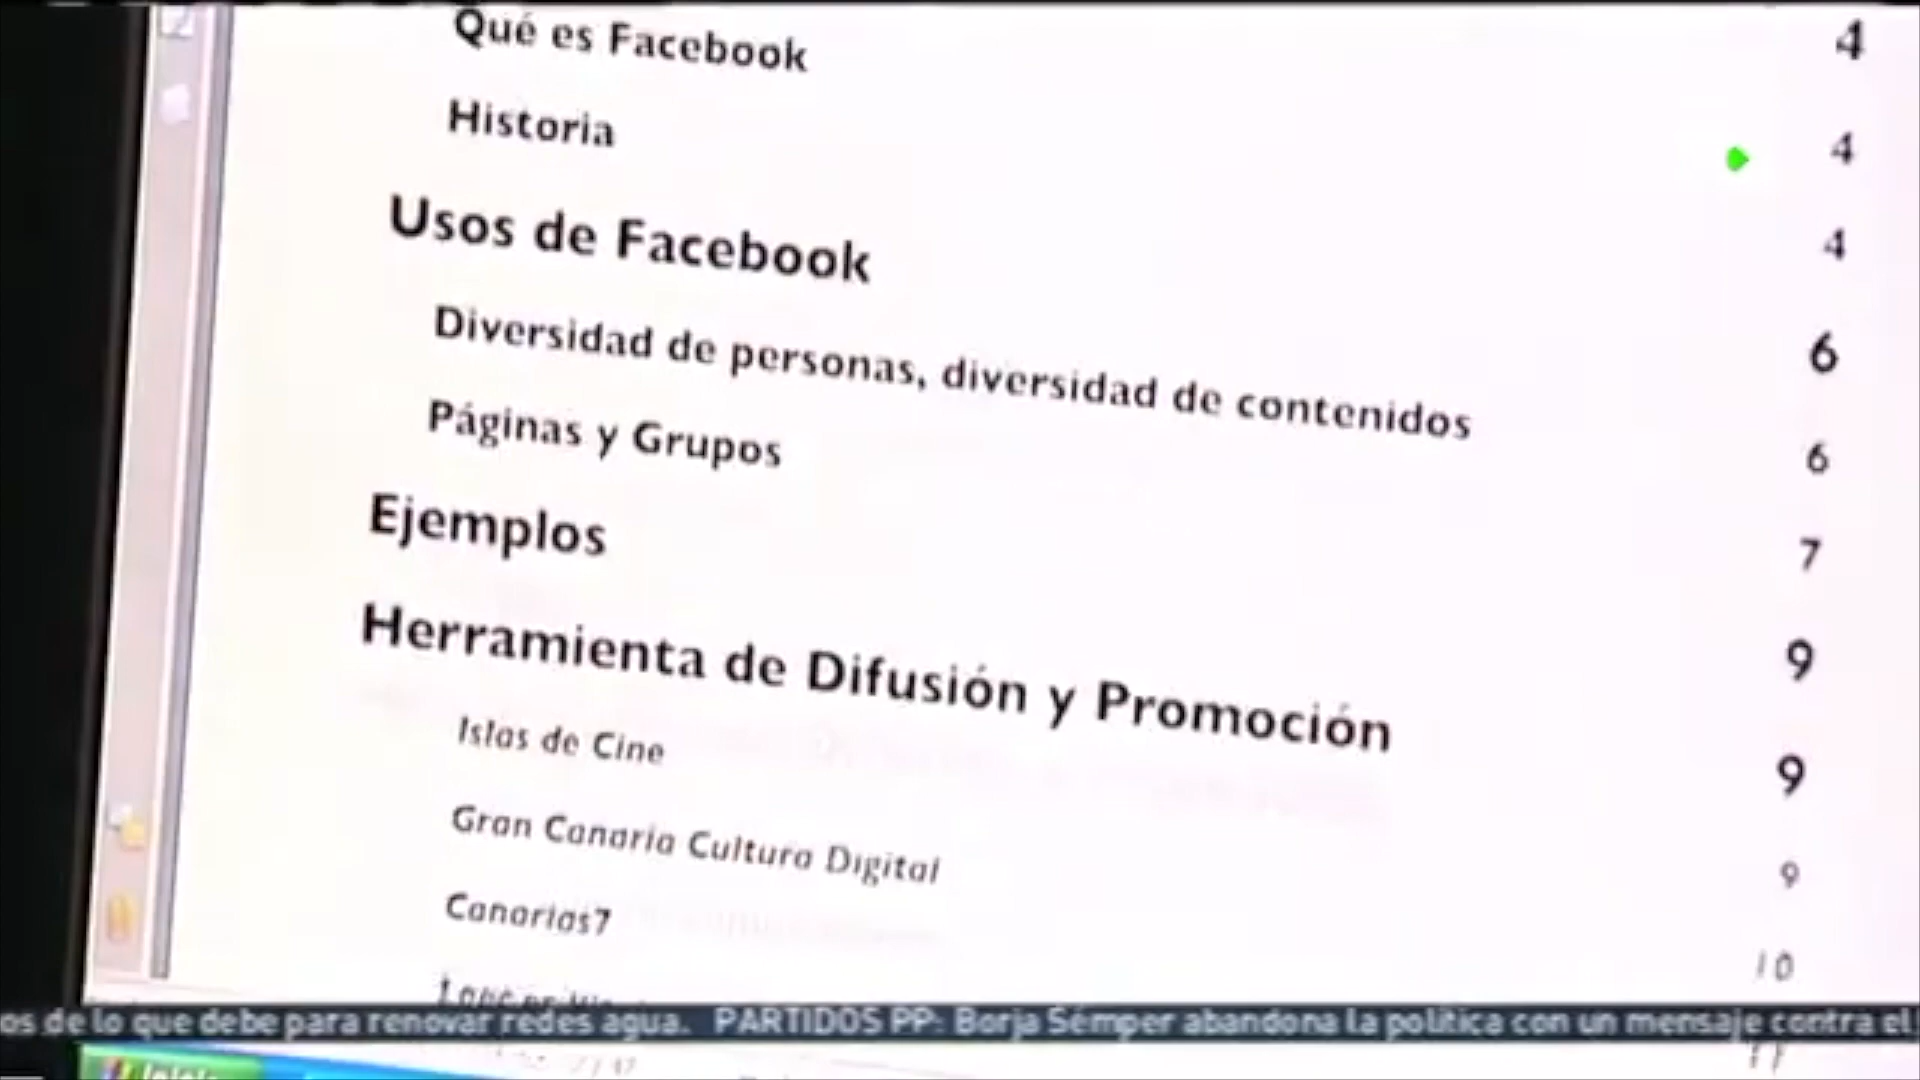 Qué es Facebook 4
Historia 4
Usos de Facebook 4
Diversidad de personas, diversidad de contenidos 6
Páginas y Grupos 6
Ejemplos 7
Herramienta de Difusión y Promoción 9
Islas de Cine 9
Gran Canaria Cultura Digital 9
Canarias7 10
os de lo que debe para renovar redes agua. PARTIDOS PP: Borja Sémper abandona la política con un mensaje contra el
Inicio